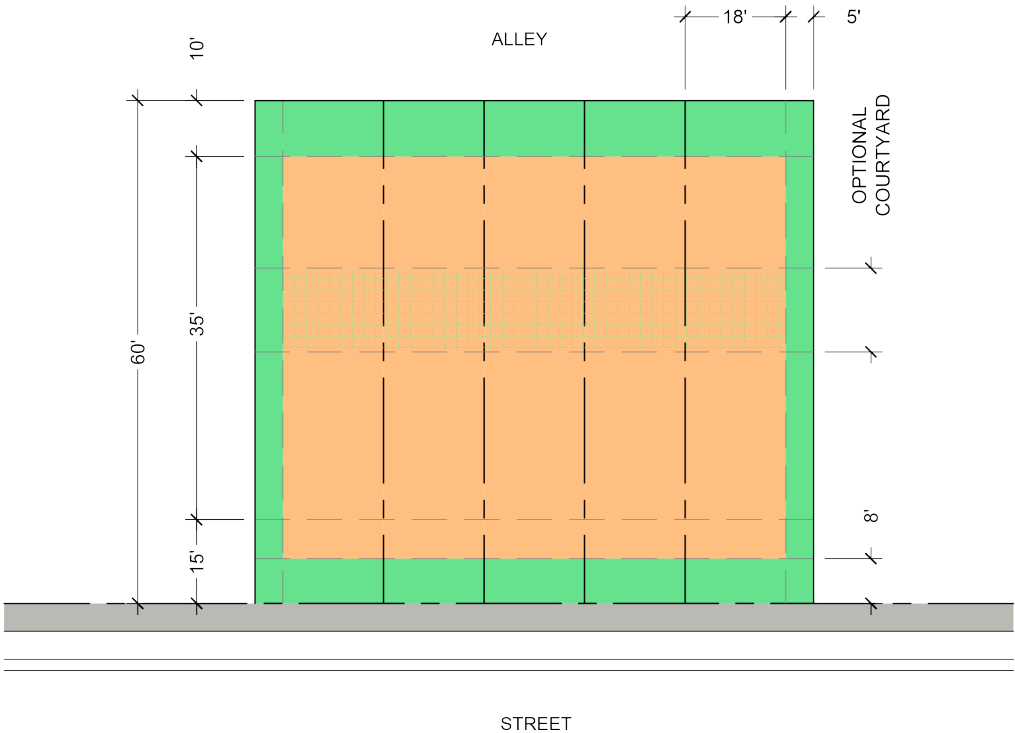 18'
5'
ALLEY
10'
OPTIONAL
COURTYARD
35'
60'
8'
15'
STREET